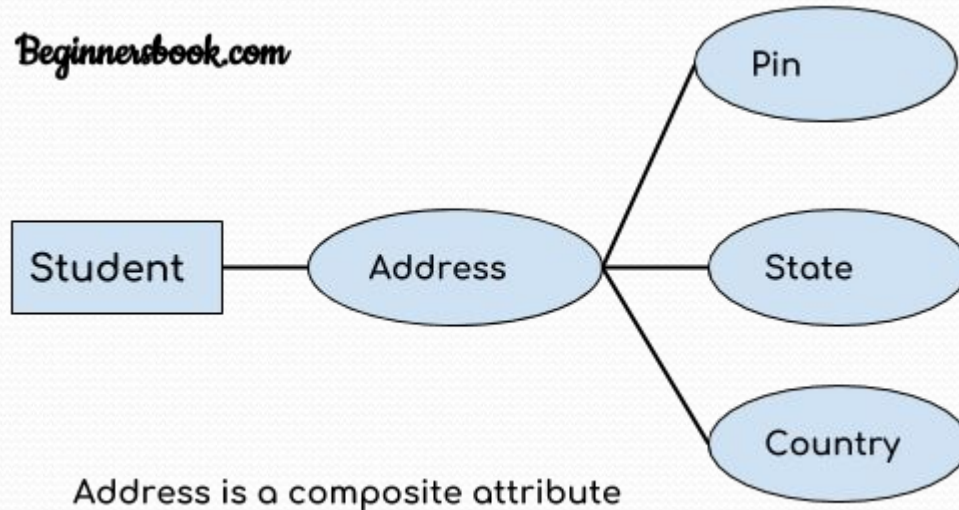 Beginnersbook.com
Pin
Student
Address
State
Country
Address is a composite attribute